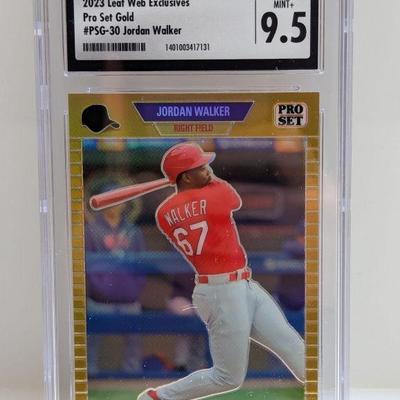 2023 Leaf Web Exclusives
Pro Set Gold
#PSG-30 Jordan Walker
1401003417131
MINT+
9.5
JORDAN WALKER
RIGHT FIELD
PRO
SET
WALKER
67